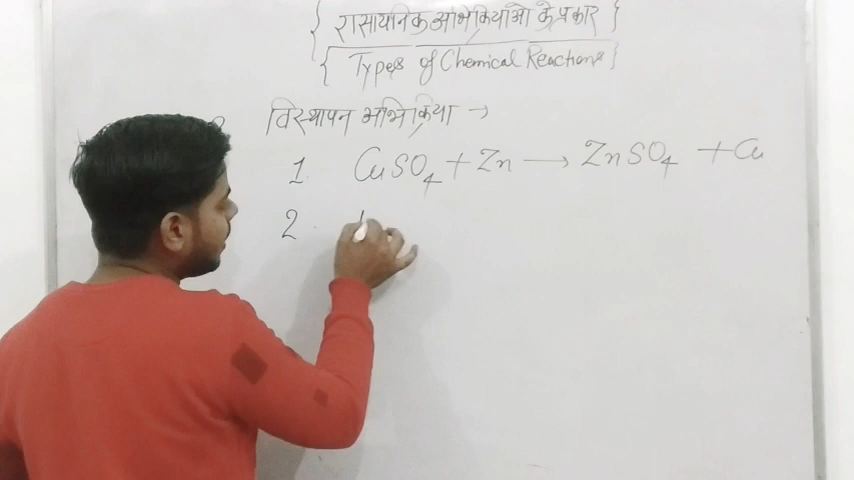 { रासायनिक अभिक्रियाओं के प्रकार }
{ Types of Chemical Reactions }
विस्थापन अभिक्रिया →
1. CuSO₄ + Zn → ZnSO₄ + Cu
2.